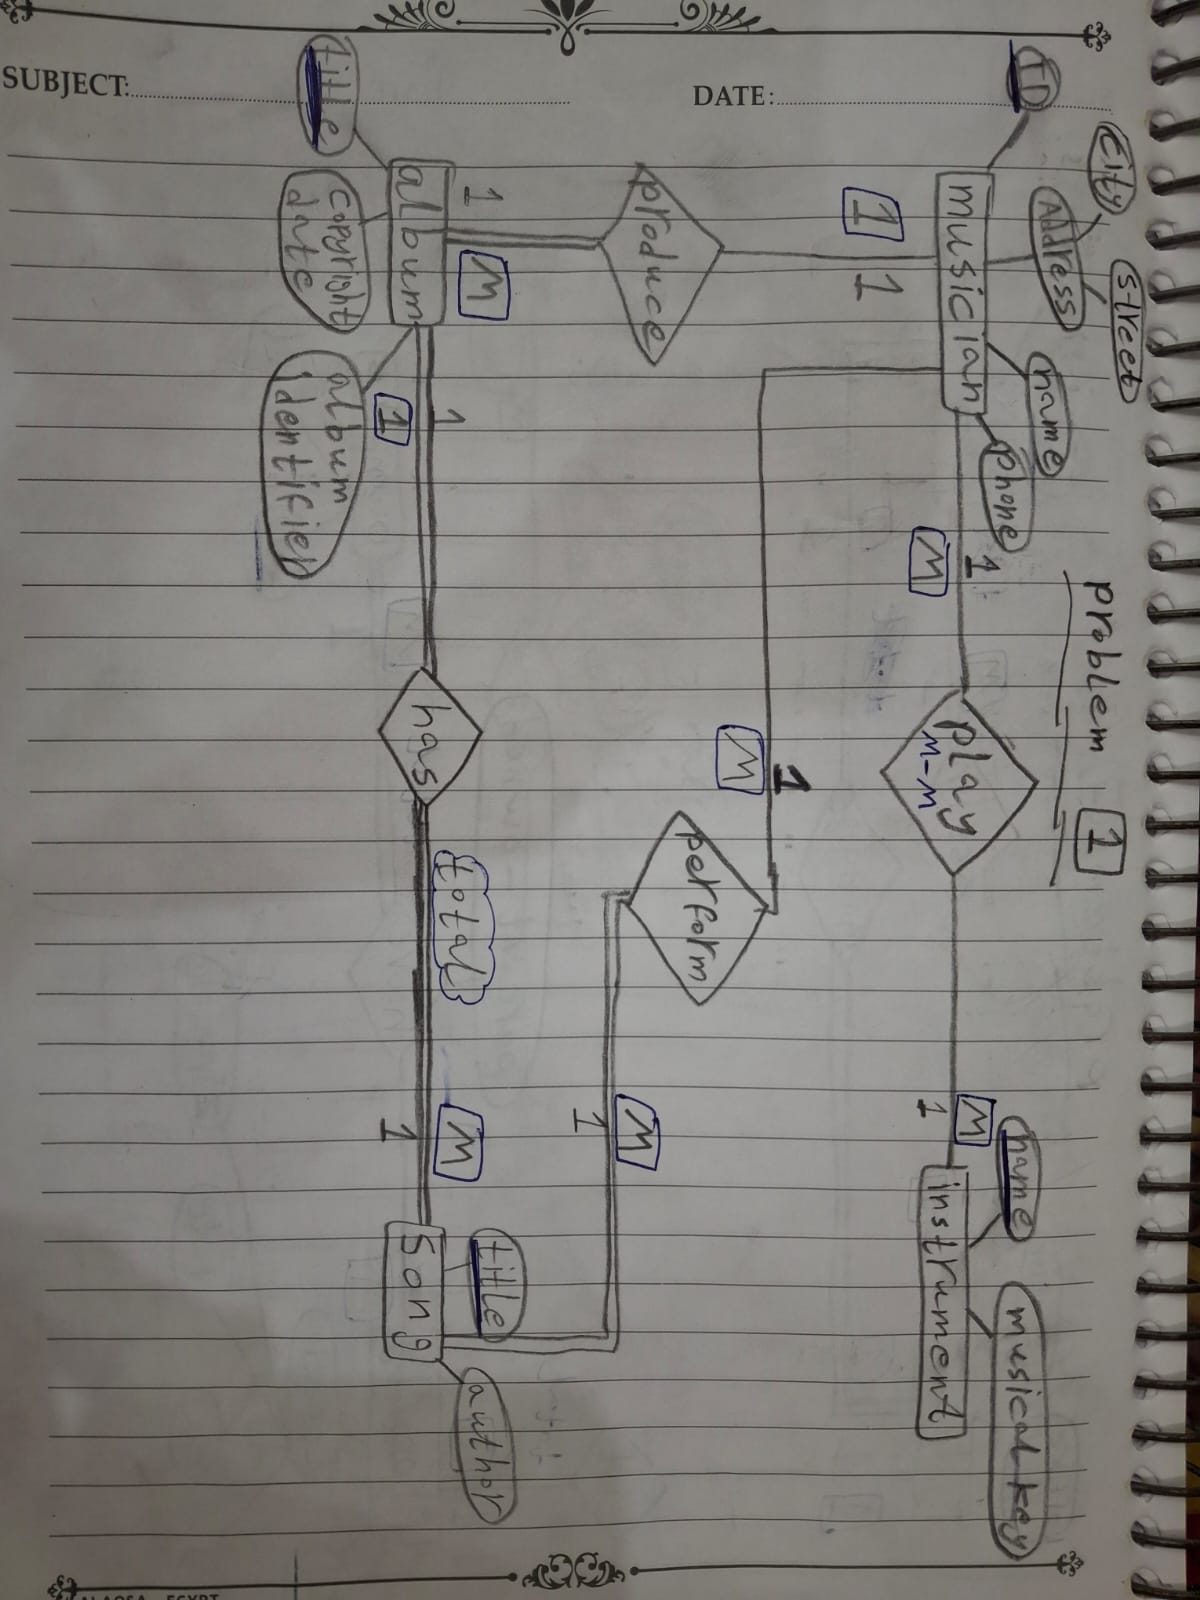 problem 1
SUBJECT:
DATE:
ID
City
Address
street
name
phone
musician
1
M
play
M-M
M
1
name
instrument
musical key
1
1
produce
1
M
M
1
perform
M
1
title
album
copyright
date
album
identifier
1
1
has
total
M
1
title
Song
author